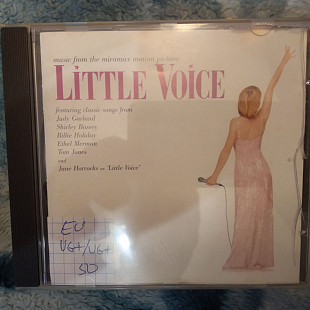 music from the miramax motion picture
LITTLE VOICE
featuring classic songs from
Judy Garland
Shirley Bassey
Billie Holiday
Ethel Merman
Tom Jones
and
Jane Horrocks as "Little Voice"
EU
VG+/VG+
50